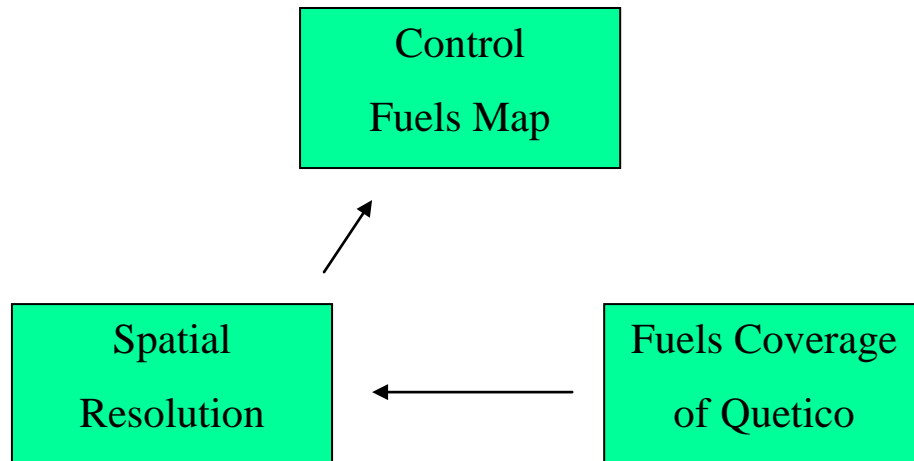 Control
Fuels Map
Spatial
Resolution
Fuels Coverage
of Quetico